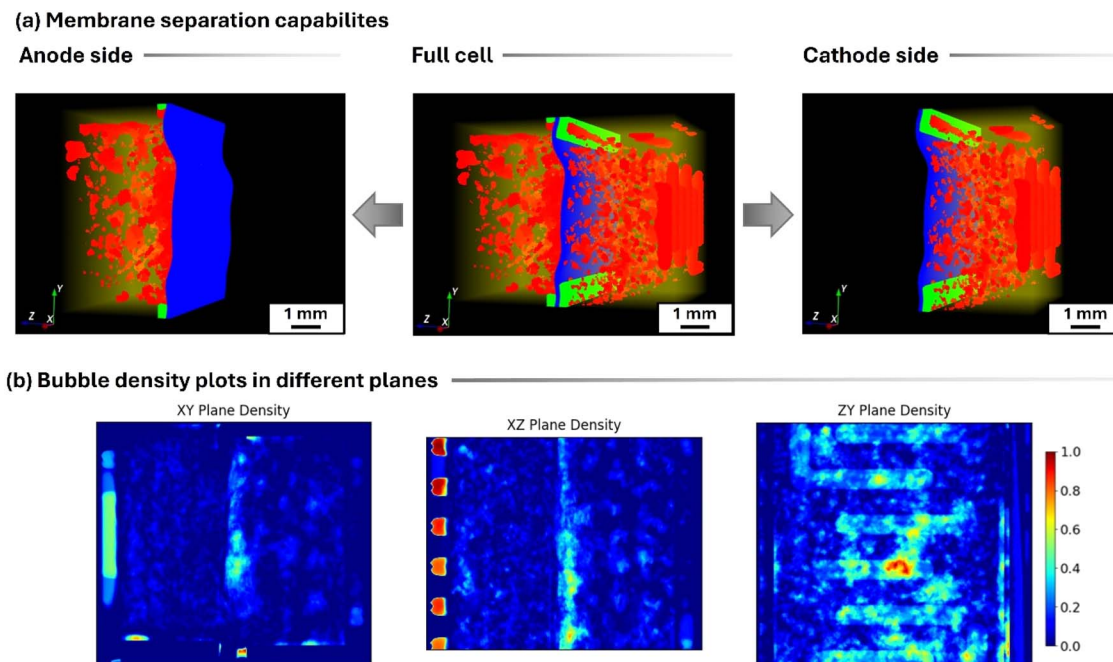 (a) Membrane separation capabilites
Anode side
Full cell
Cathode side
Y
Z
X
1 mm
Y
Z
X
1 mm
Y
Z
X
1 mm
(b) Bubble density plots in different planes
XY Plane Density
XZ Plane Density
ZY Plane Density
1.0
0.8
0.6
0.4
0.2
0.0